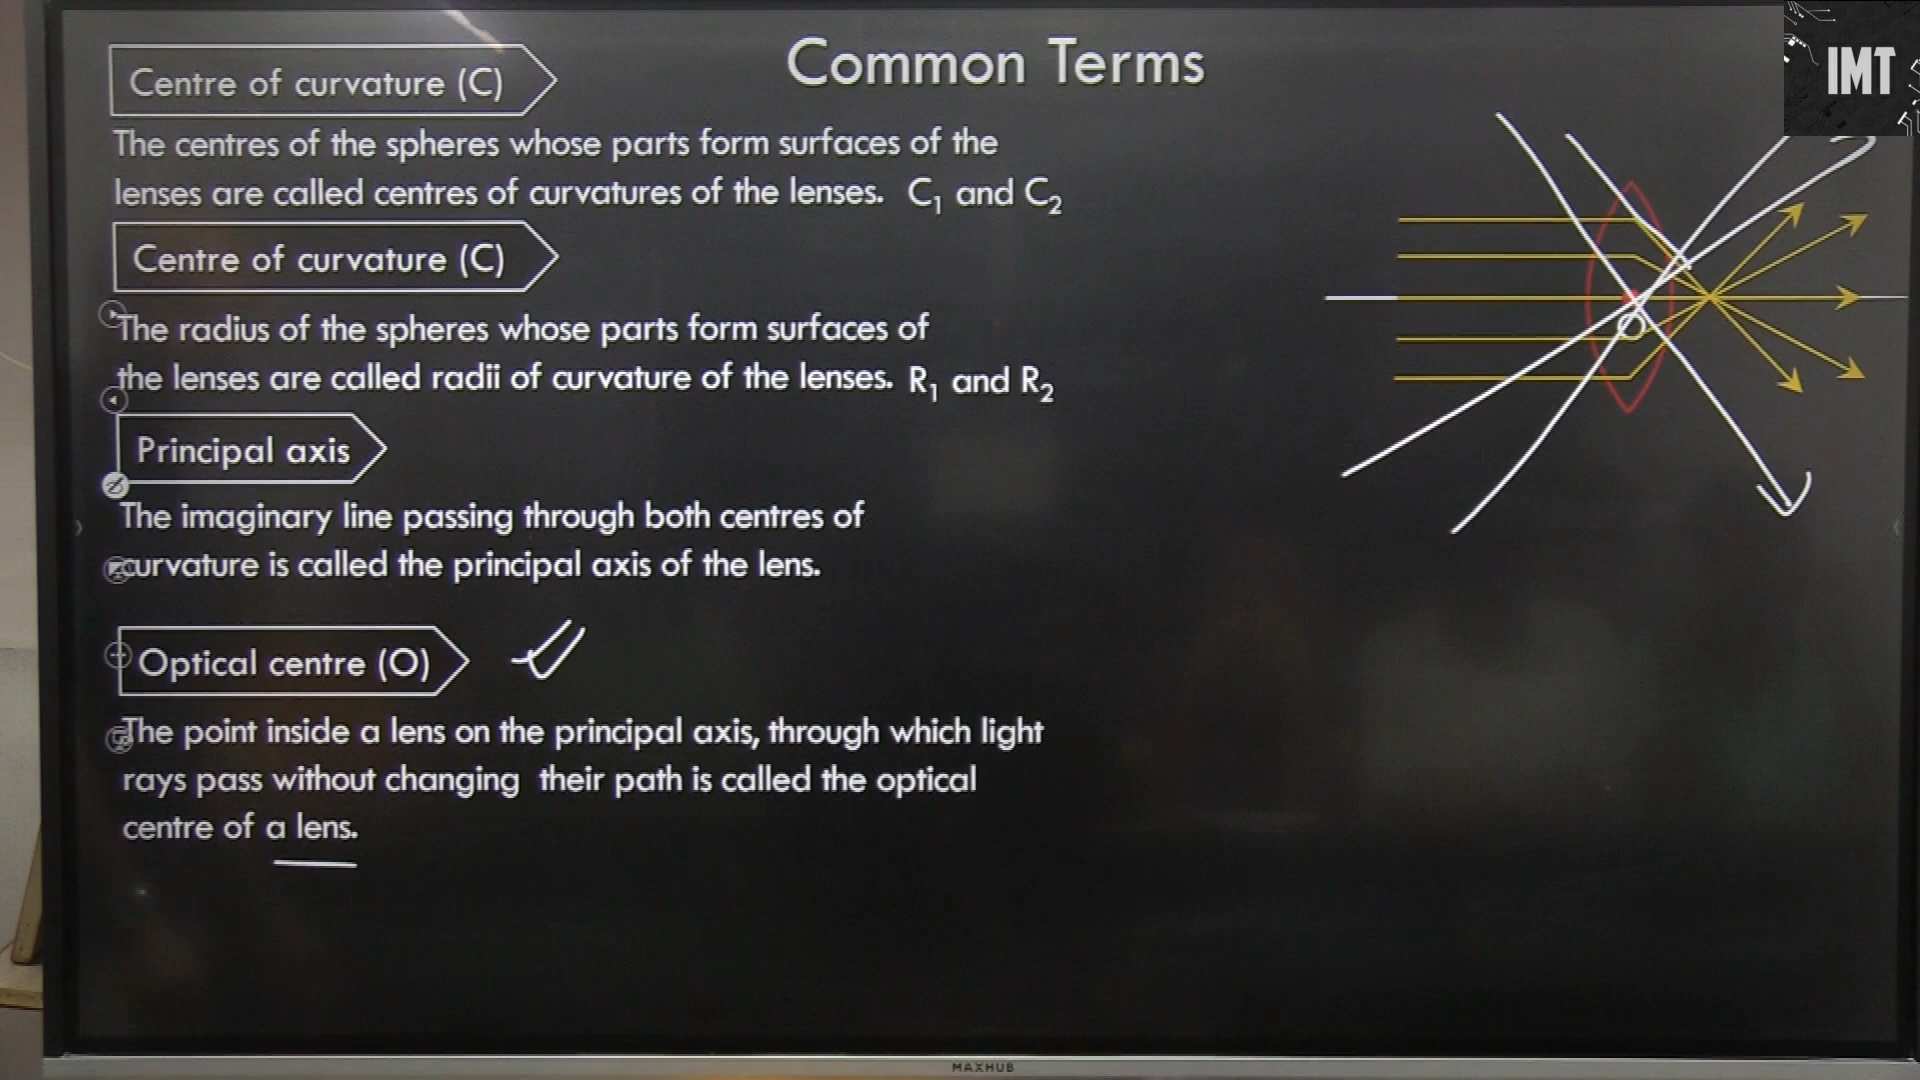 Common Terms
IMT
Centre of curvature (C)
The centres of the spheres whose parts form surfaces of the
lenses are called centres of curvatures of the lenses. C₁ and C₂
Centre of curvature (C)
The radius of the spheres whose parts form surfaces of
the lenses are called radii of curvature of the lenses. R₁ and R₂
Principal axis
The imaginary line passing through both centres of
curvature is called the principal axis of the lens.
Optical centre (O)
The point inside a lens on the principal axis, through which light
rays pass without changing their path is called the optical
centre of a lens.
O
MAXHUB